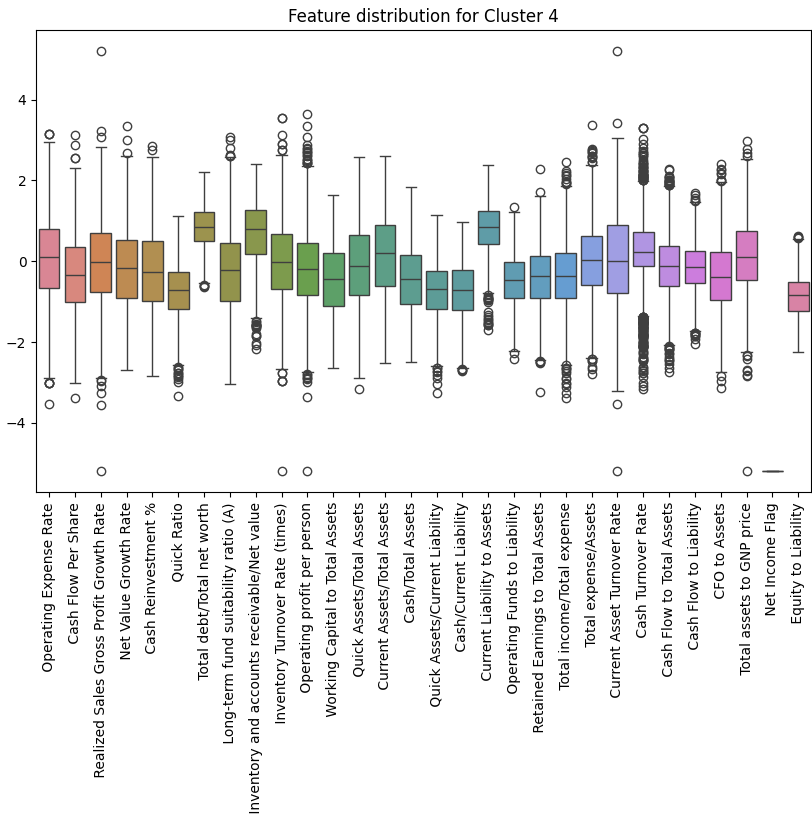 Feature distribution for Cluster 4
4
2
0
−2
−4
Operating Expense Rate
Cash Flow Per Share
Realized Sales Gross Profit Growth Rate
Net Value Growth Rate
Cash Reinvestment %
Quick Ratio
Total debt/Total net worth
Long-term fund suitability ratio (A)
Inventory and accounts receivable/Net value
Inventory Turnover Rate (times)
Operating profit per person
Working Capital to Total Assets
Quick Assets/Total Assets
Current Assets/Total Assets
Cash/Total Assets
Quick Assets/Current Liability
Cash/Current Liability
Current Liability to Assets
Operating Funds to Liability
Retained Earnings to Total Assets
Total income/Total expense
Total expense/Assets
Current Asset Turnover Rate
Cash Turnover Rate
Cash Flow to Total Assets
Cash Flow to Liability
CFO to Assets
Total assets to GNP price
Net Income Flag
Equity to Liability